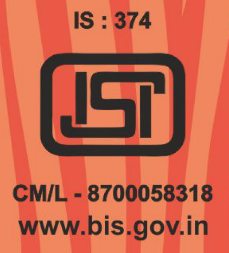 IS : 374
ISI
CM/L - 8700058318
www.bis.gov.in